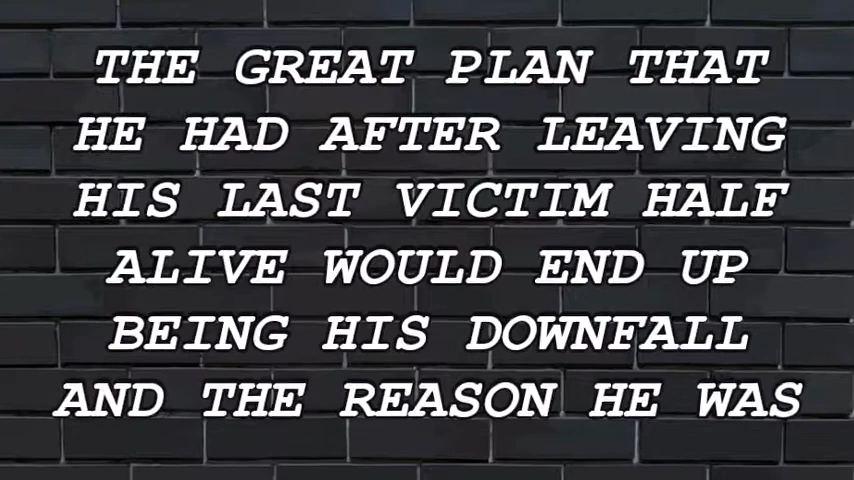 THE GREAT PLAN THAT
HE HAD AFTER LEAVING
HIS LAST VICTIM HALF
ALIVE WOULD END UP
BEING HIS DOWNFALL
AND THE REASON HE WAS